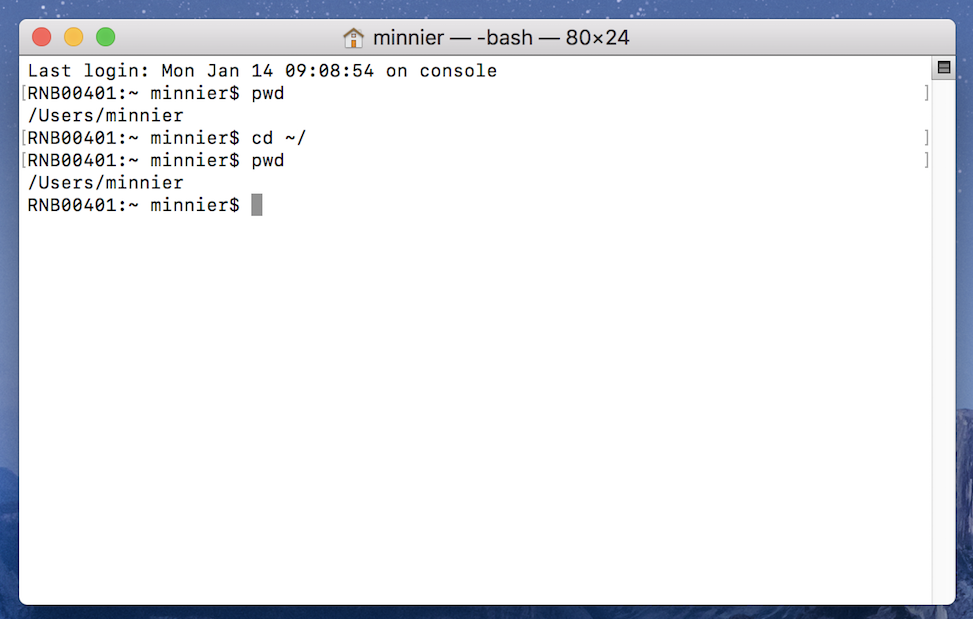 minnier — -bash — 80×24
Last login: Mon Jan 14 09:08:54 on console
[RNB00401:~ minnier$ pwd ]
/Users/minnier
[RNB00401:~ minnier$ cd ~/ ]
[RNB00401:~ minnier$ pwd ]
/Users/minnier
RNB00401:~ minnier$